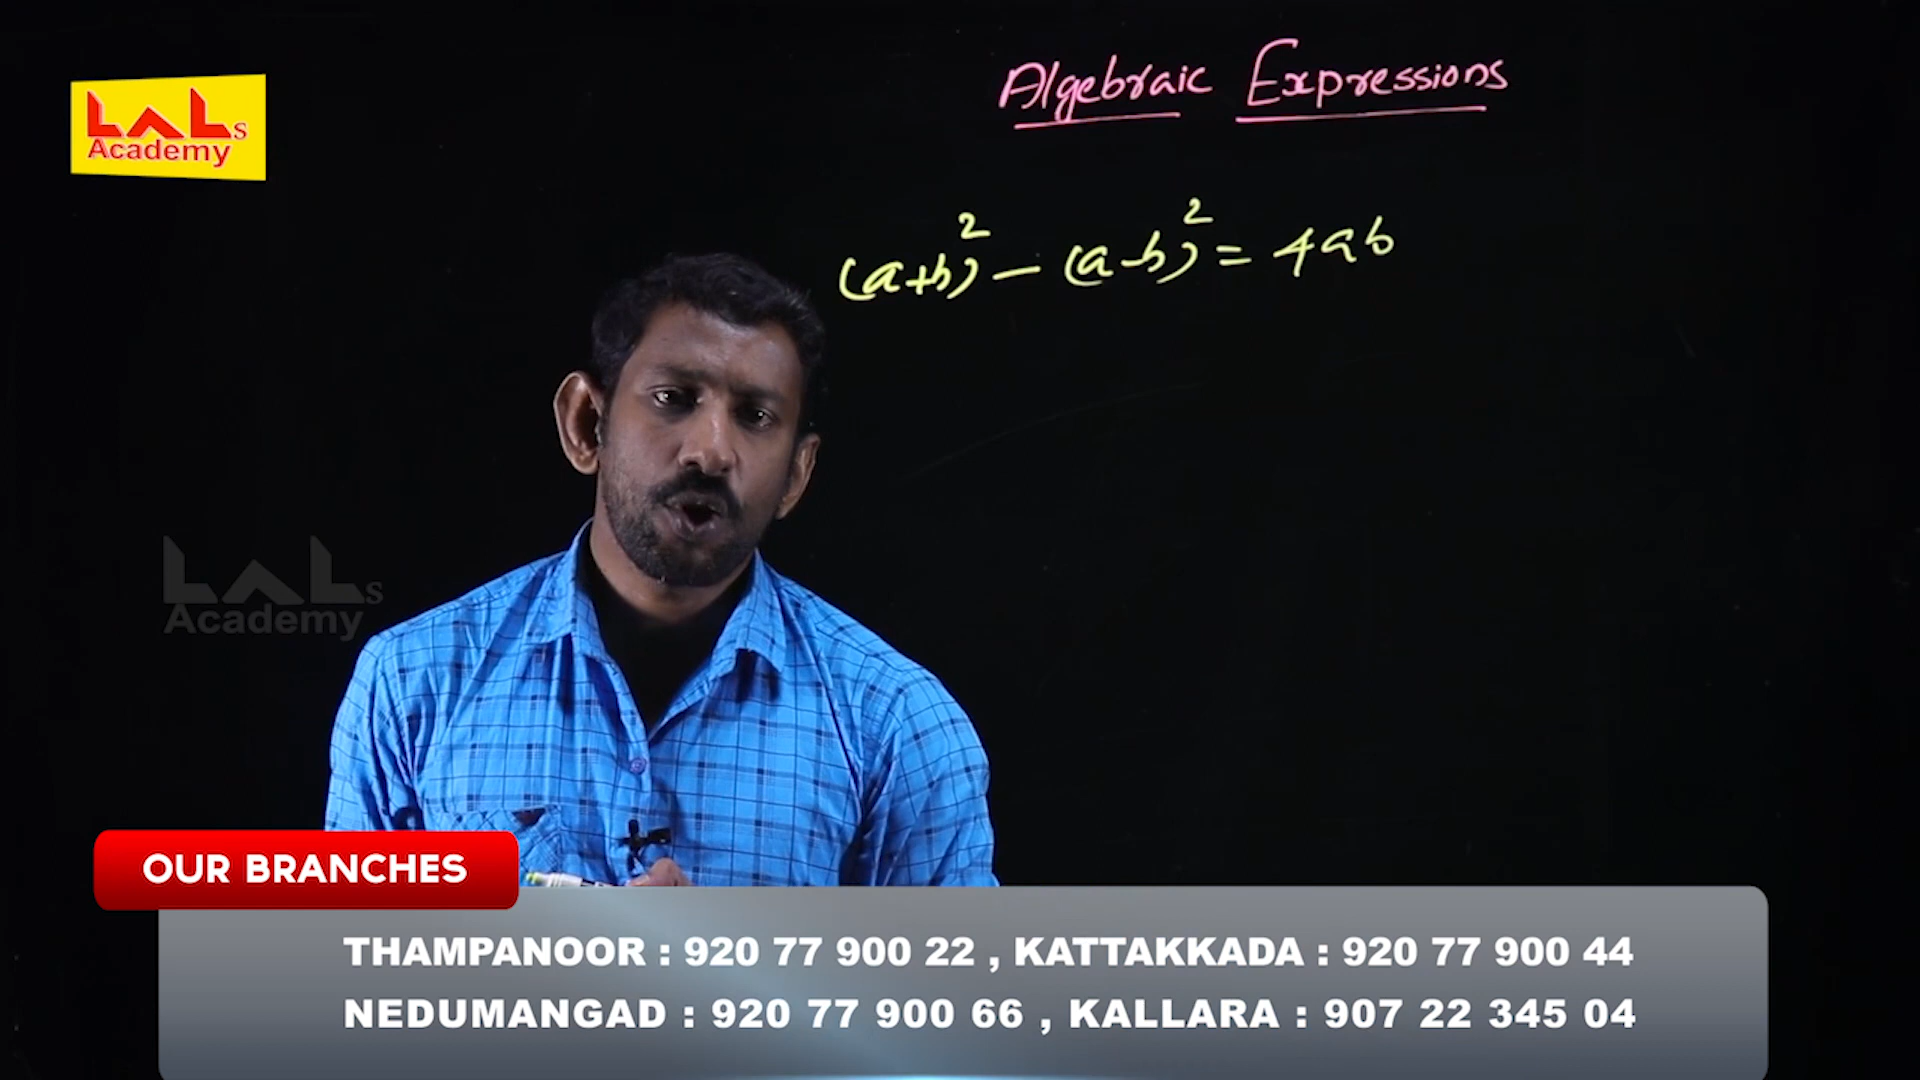 Algebraic Expressions
LALs
Academy
(a+b)² − (a-b)² = 4ab
LALs
Academy
OUR BRANCHES
THAMPANOOR : 920 77 900 22 , KATTAKKADA : 920 77 900 44
NEDUMANGAD : 920 77 900 66 , KALLARA : 907 22 345 04